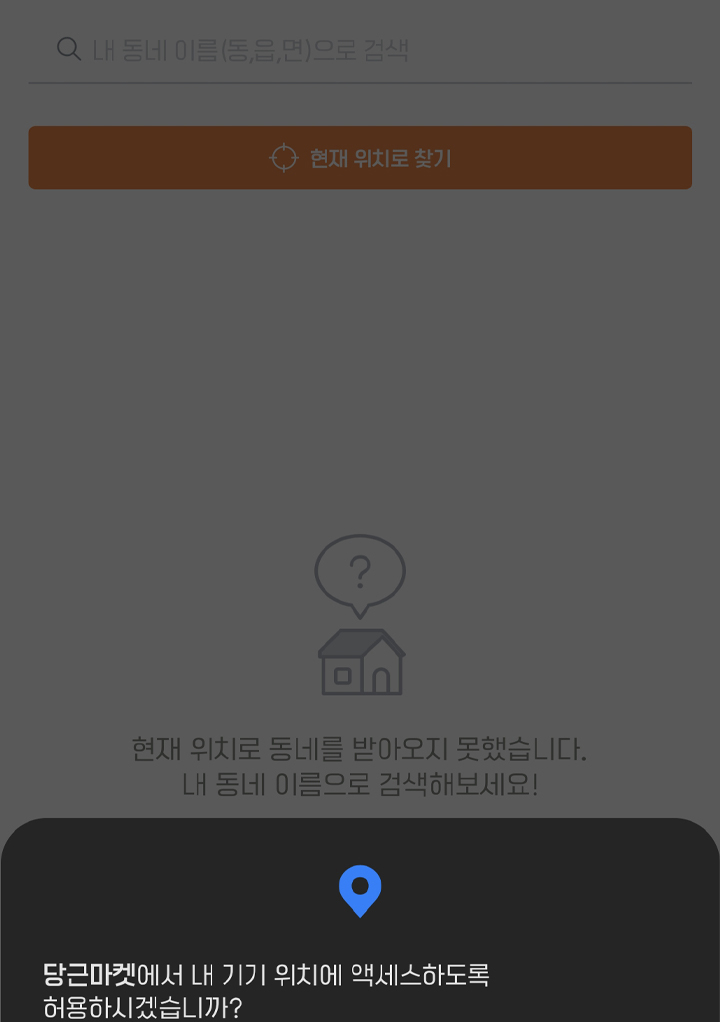 내 동네 이름(동,읍,면)으로 검색
현재 위치로 찾기
?
현재 위치로 동네를 받아오지 못했습니다.
내 동네 이름으로 검색해보세요!
당근마켓에서 내 기기 위치에 액세스하도록
허용하시겠습니까?